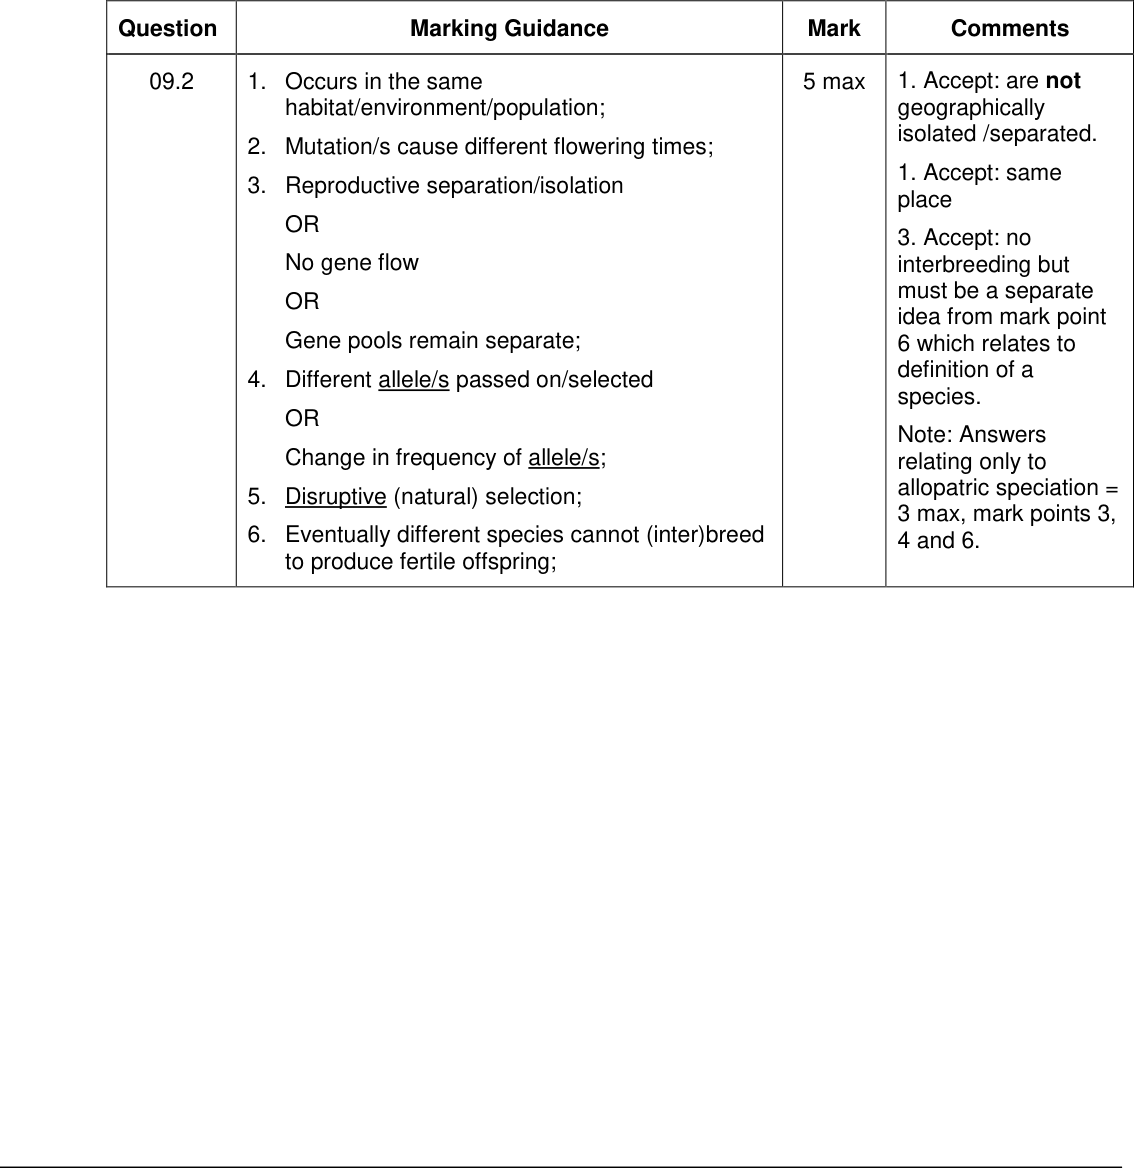 Question Marking Guidance Mark Comments
09.2
1. Occurs in the same
habitat/environment/population;
2. Mutation/s cause different flowering times;
3. Reproductive separation/isolation
OR
No gene flow
OR
Gene pools remain separate;
4. Different allele/s passed on/selected
OR
Change in frequency of allele/s;
5. Disruptive (natural) selection;
6. Eventually different species cannot (inter)breed
to produce fertile offspring;
5 max
1. Accept: are not
geographically
isolated /separated.
1. Accept: same
place
3. Accept: no
interbreeding but
must be a separate
idea from mark point
6 which relates to
definition of a
species.
Note: Answers
relating only to
allopatric speciation =
3 max, mark points 3,
4 and 6.